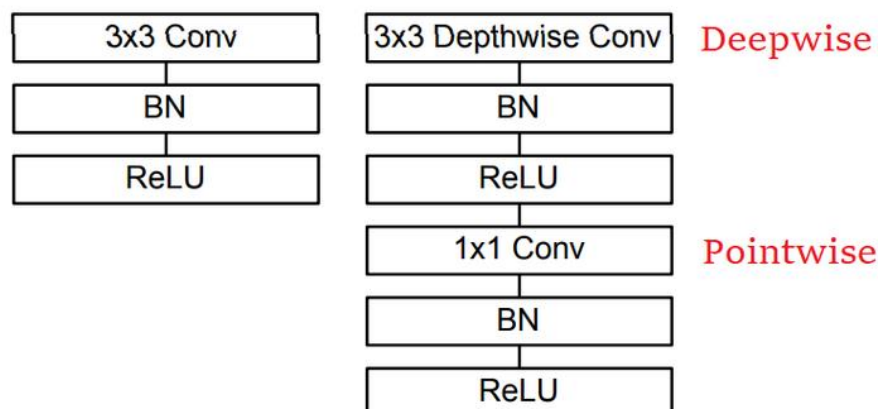 3x3 Conv
BN
ReLU
3x3 Depthwise Conv
Deepwise
BN
ReLU
1x1 Conv
Pointwise
BN
ReLU